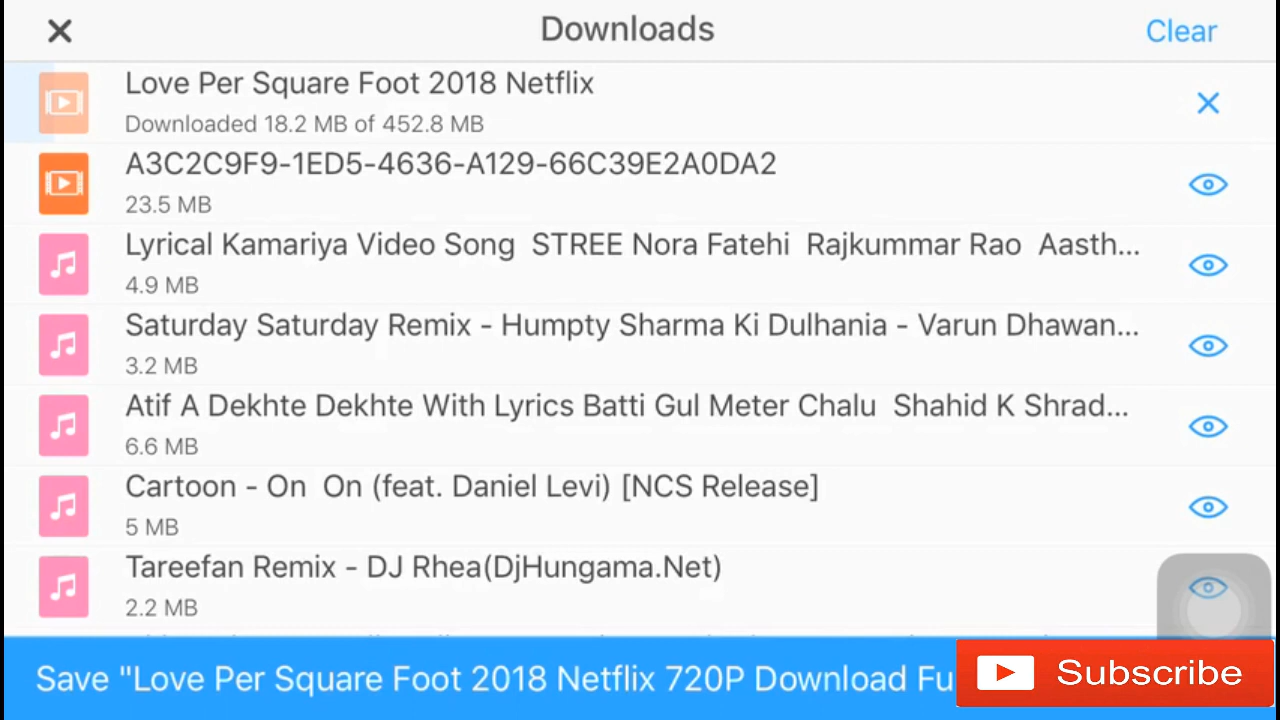 Downloads
Clear
Love Per Square Foot 2018 Netflix
Downloaded 18.2 MB of 452.8 MB
A3C2C9F9-1ED5-4636-A129-66C39E2A0DA2
23.5 MB
Lyrical Kamariya Video Song  STREE Nora Fatehi  Rajkummar Rao  Aasth...
4.9 MB
Saturday Saturday Remix - Humpty Sharma Ki Dulhania - Varun Dhawan...
3.2 MB
Atif A Dekhte Dekhte With Lyrics Batti Gul Meter Chalu  Shahid K Shrad...
6.6 MB
Cartoon - On  On (feat. Daniel Levi) [NCS Release]
5 MB
Tareefan Remix - DJ Rhea(DjHungama.Net)
2.2 MB
Save "Love Per Square Foot 2018 Netflix 720P Download Fu
Subscribe